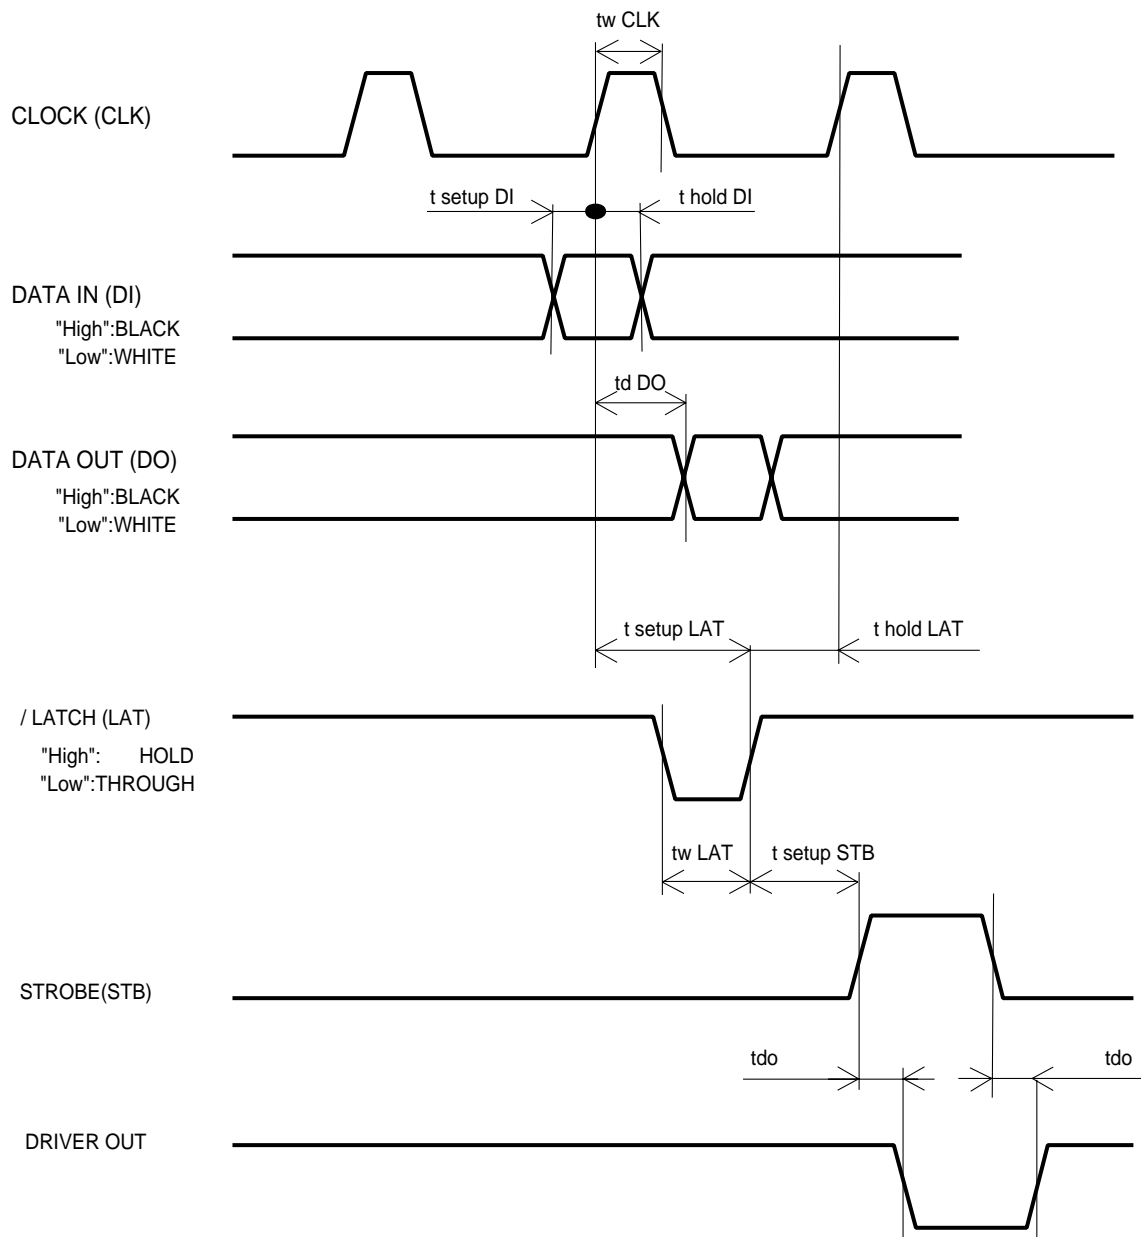 tw CLK
CLOCK (CLK)
t setup DI
t hold DI
DATA IN (DI)
"High":BLACK
"Low":WHITE
td DO
DATA OUT (DO)
"High":BLACK
"Low":WHITE
t setup LAT
t hold LAT
/ LATCH (LAT)
"High": HOLD
"Low":THROUGH
tw LAT
t setup STB
STROBE(STB)
tdo
tdo
DRIVER OUT